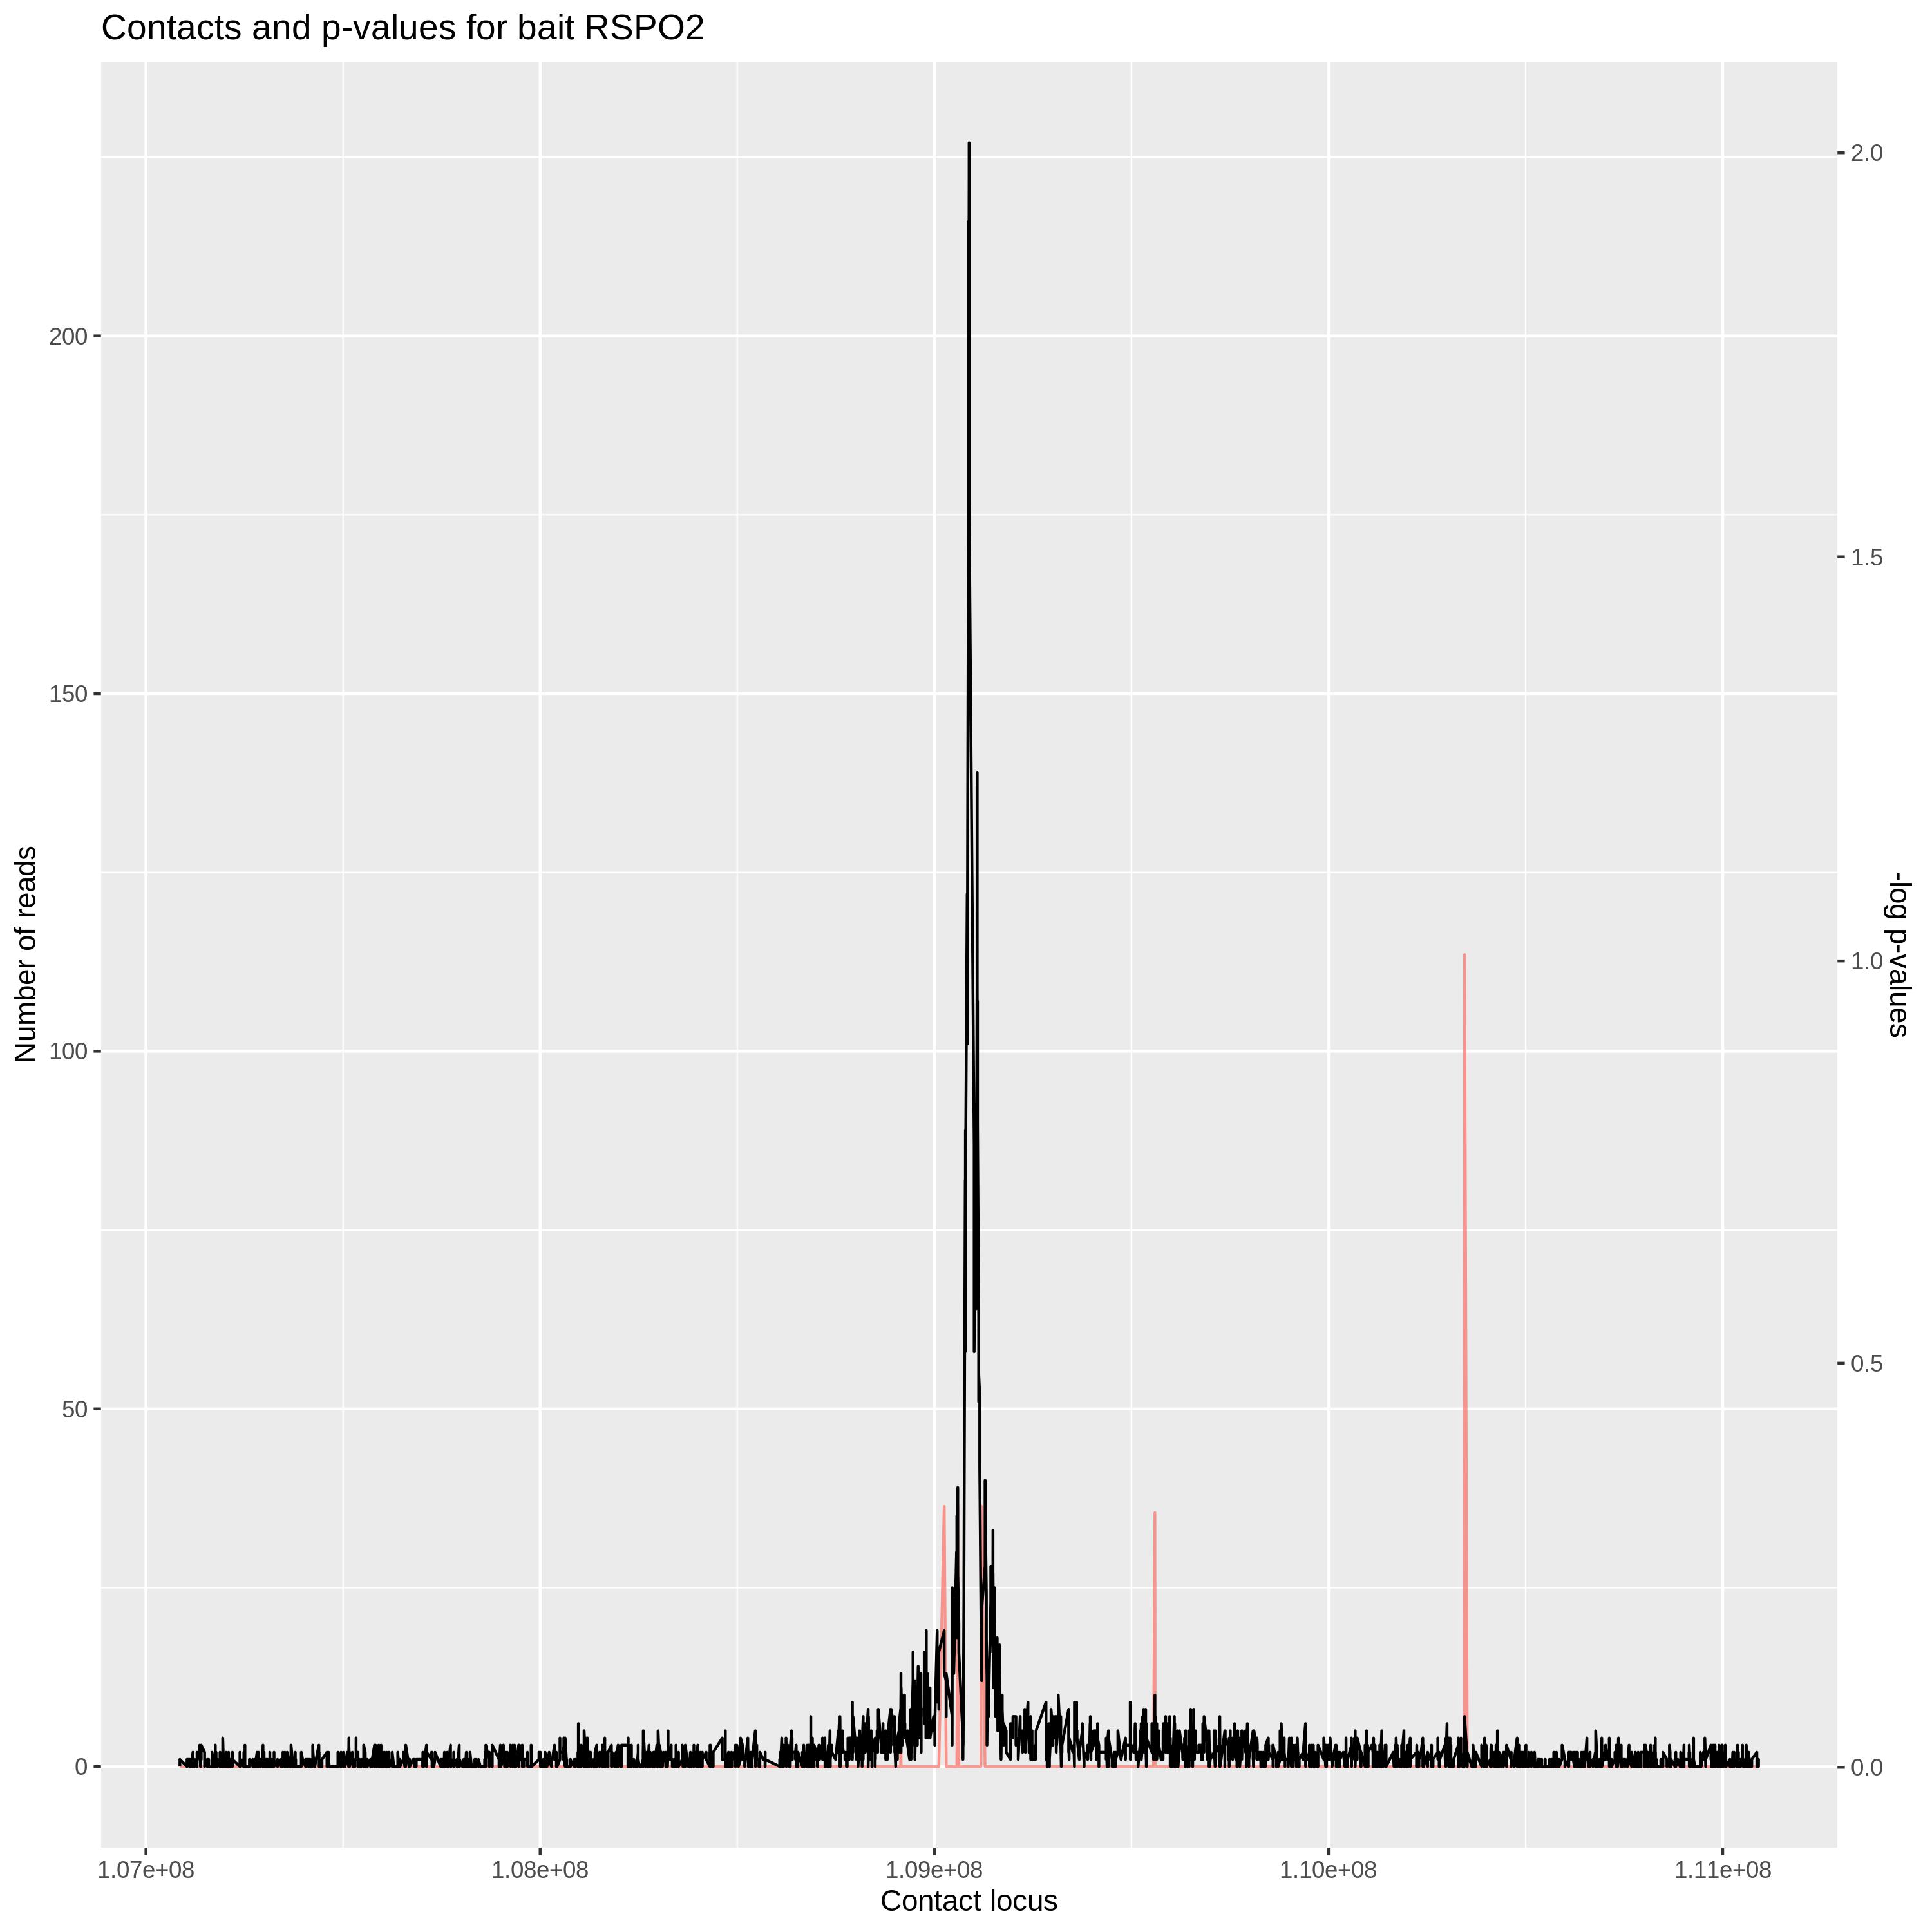 Contacts and p-values for bait RSPO2
Number of reads
200
150
100
50
0
2.0
1.5
1.0
0.5
0.0
-log p-values
1.07e+08 1.08e+08 1.09e+08 1.10e+08 1.11e+08
Contact locus